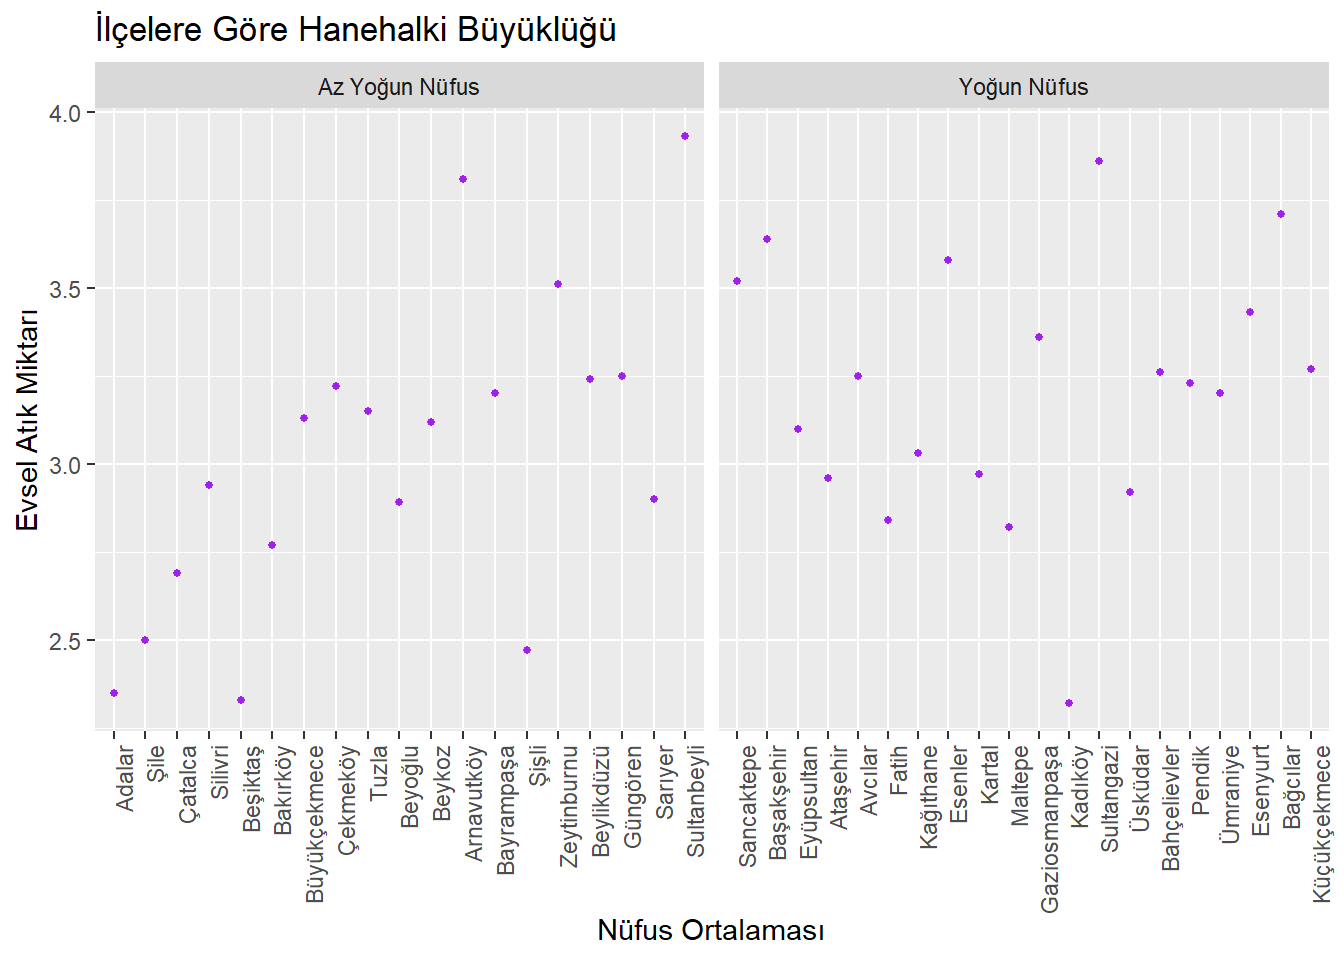 İlçelere Göre Hanehalki Büyüklüğü
Az Yoğun Nüfus
Yoğun Nüfus
Evsel Atık Miktarı
4.0
3.5
3.0
2.5
Adalar
Şile
Çatalca
Silivri
Beşiktaş
Bakırköy
Büyükçekmece
Çekmeköy
Tuzla
Beyoğlu
Beykoz
Arnavutköy
Bayrampaşa
Şişli
Zeytinburnu
Beylikdüzü
Güngören
Sarıyer
Sultanbeyli
Sancaktepe
Başakşehir
Eyüpsultan
Ataşehir
Avcılar
Fatih
Kağıthane
Esenler
Kartal
Maltepe
Gaziosmanpaşa
Kadıköy
Sultangazi
Üsküdar
Bahçelievler
Pendik
Ümraniye
Esenyurt
Bağcılar
Küçükçekmece
Nüfus Ortalaması